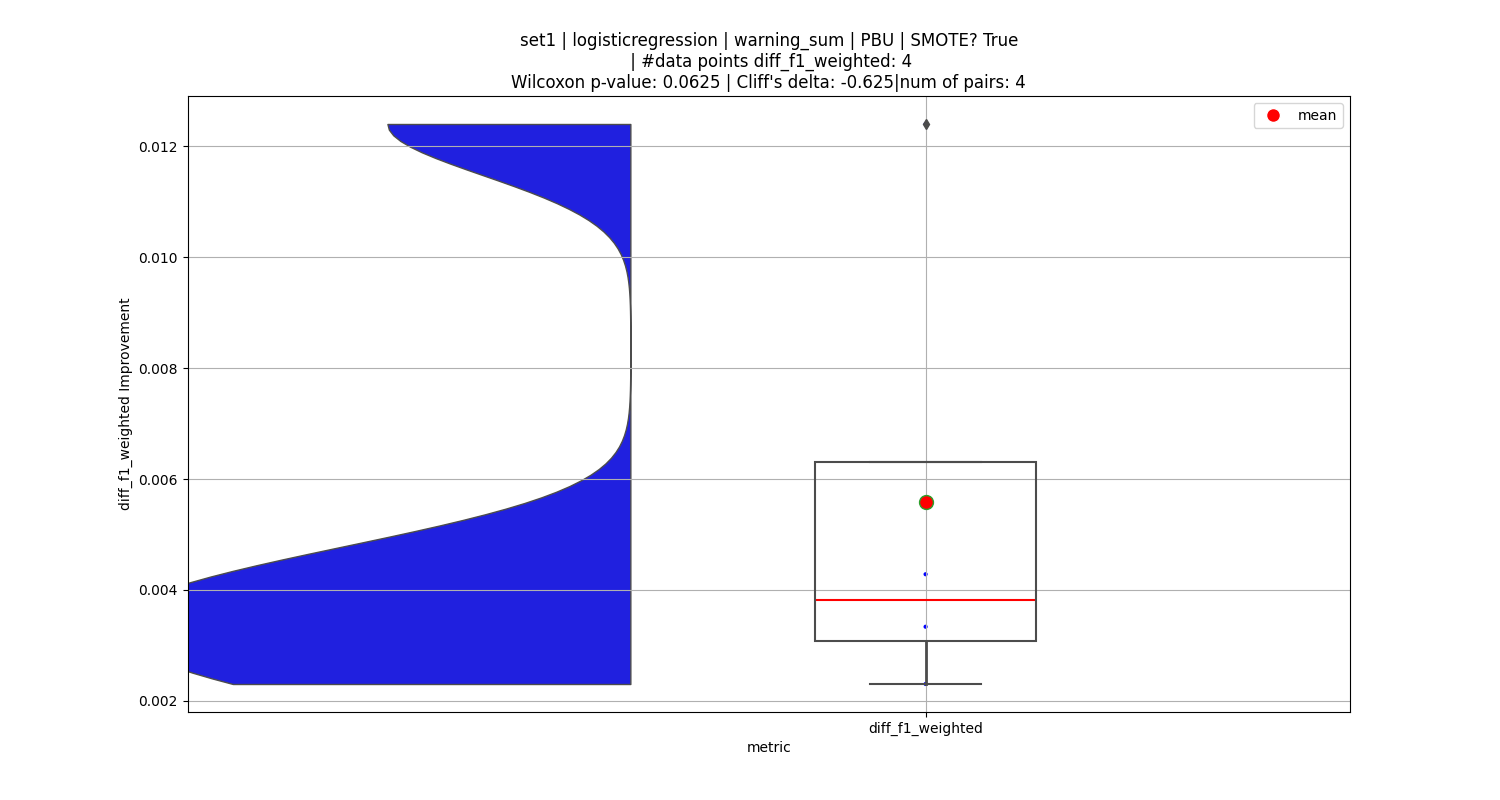 set1 | logisticregression | warning_sum | PBU | SMOTE? True
| #data points diff_f1_weighted: 4
Wilcoxon p-value: 0.0625 | Cliff's delta: -0.625|num of pairs: 4
mean
0.012
0.010
0.008
0.006
0.004
0.002
diff_f1_weighted Improvement
diff_f1_weighted
metric